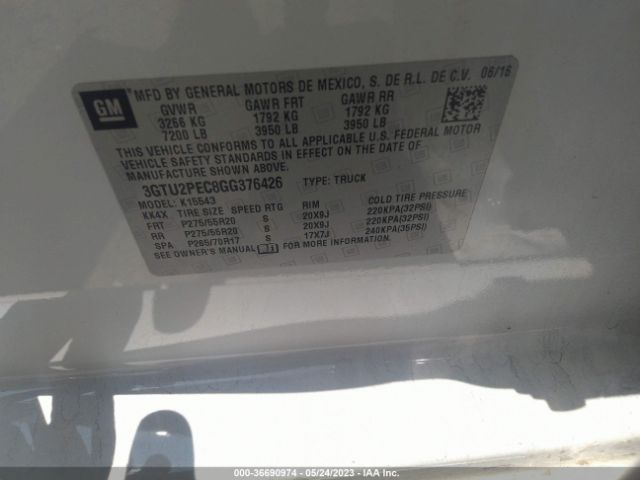 GM
MFD BY GENERAL MOTORS DE MEXICO, S. DE R.L. DE C.V. 06/16
GVWR GAWR FRT GAWR RR
3266 KG 1792 KG 1792 KG
7200 LB 3950 LB 3950 LB
THIS VEHICLE CONFORMS TO ALL APPLICABLE U.S. FEDERAL MOTOR
VEHICLE SAFETY STANDARDS IN EFFECT ON THE DATE OF
MANUFACTURE SHOWN ABOVE.
3GTU2PEC8GG376426 TYPE: TRUCK
MODEL: K15543
KK4X TIRE SIZE SPEED RTG RIM COLD TIRE PRESSURE
FRT P275/55R20 S 20X9J 220KPA(32PSI)
RR P275/55R20 S 20X9J 220KPA(32PSI)
SPA P265/70R17 S 17X7J 240KPA(35PSI)
SEE OWNER'S MANUAL FOR MORE INFORMATION.
000-36690974 - 05/24/2023 - IAA Inc.